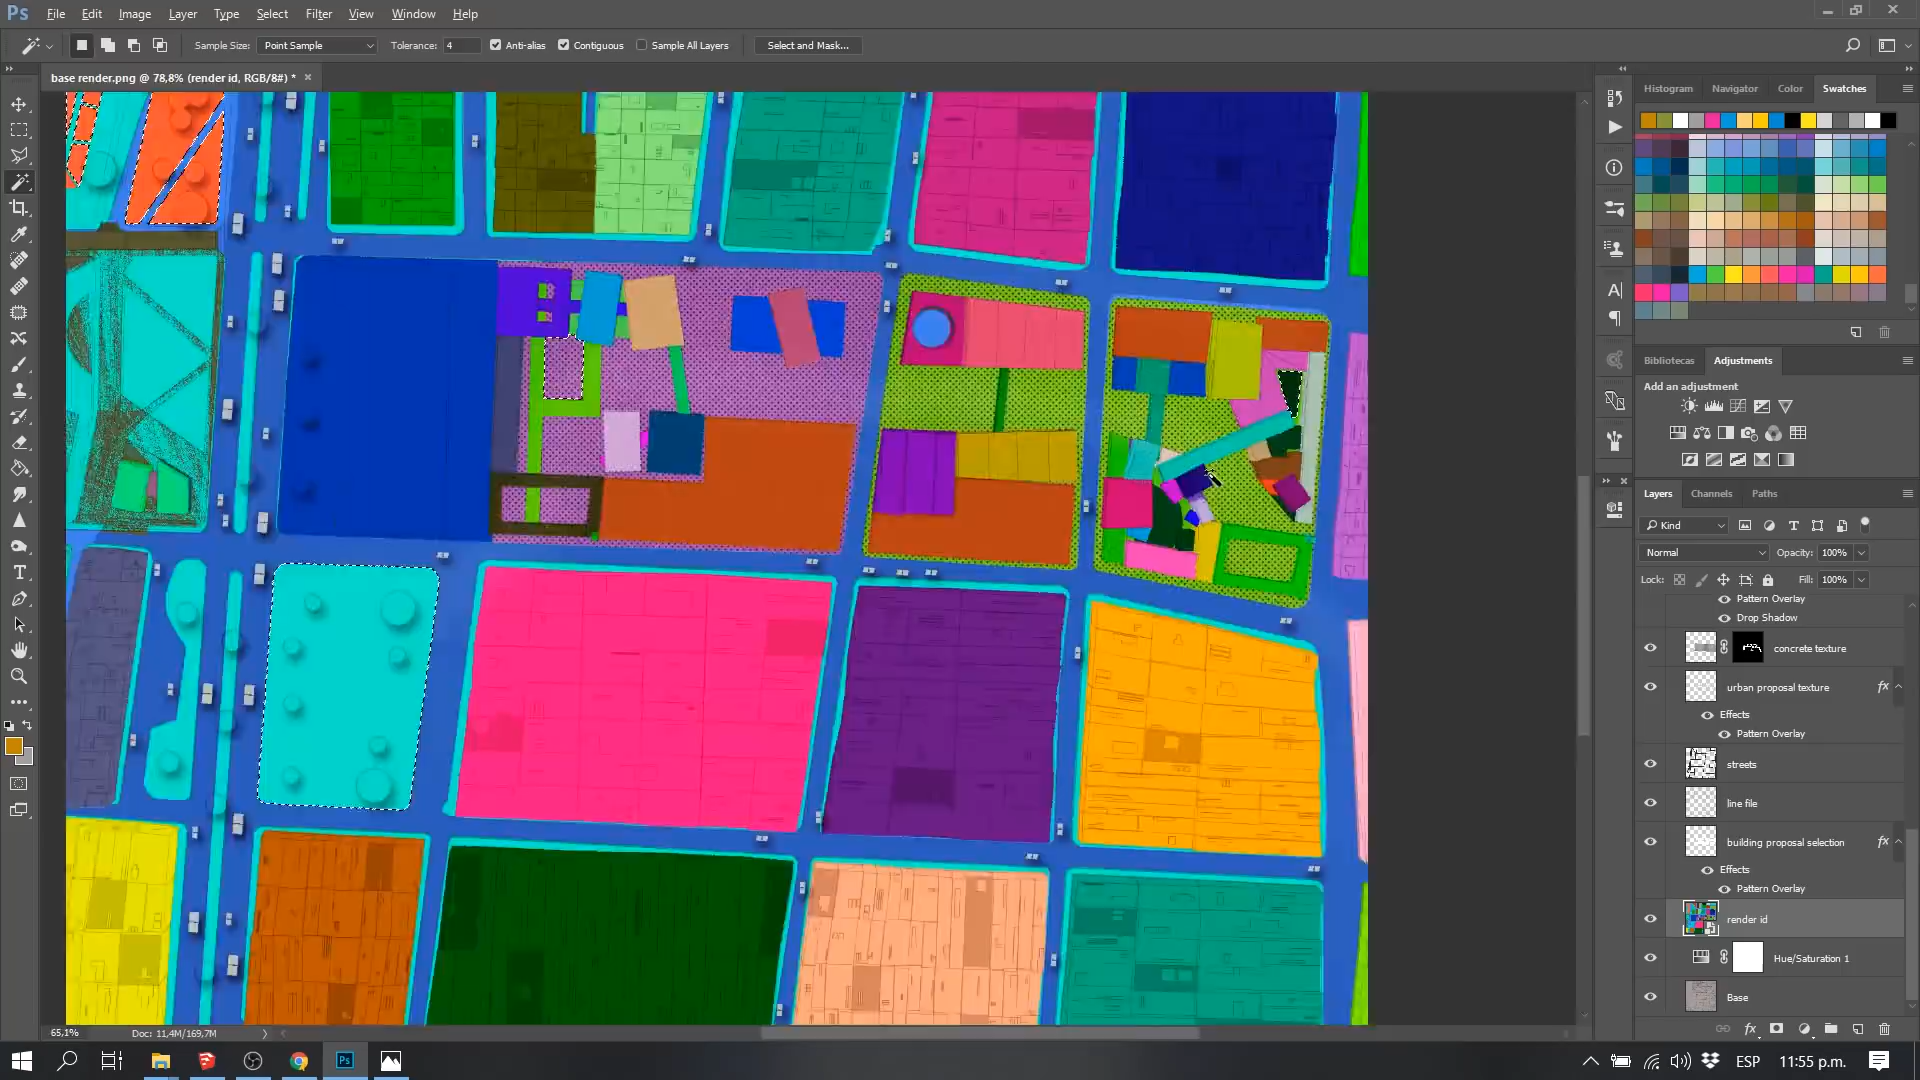 Ps File Edit Image Layer Type Select Filter View Window Help
Sample Size: Point Sample Tolerance: 4 Anti-alias Contiguous Sample All Layers Select and Mask...
base render.png @ 78,8% (render id, RGB/8#) *
Histogram Navigator Color Swatches
Bibliotecas Adjustments
Add an adjustment
Layers Channels Paths
Kind
Normal Opacity: 100%
Lock: Fill: 100%
Pattern Overlay
Drop Shadow
concrete texture
urban proposal texture fx
Effects
Pattern Overlay
streets
line file
building proposal selection fx
Effects
Pattern Overlay
render id
Hue/Saturation 1
Base
65,1% Doc: 11,4M/169,7M
fx
Ps ESP 11:55 p.m.